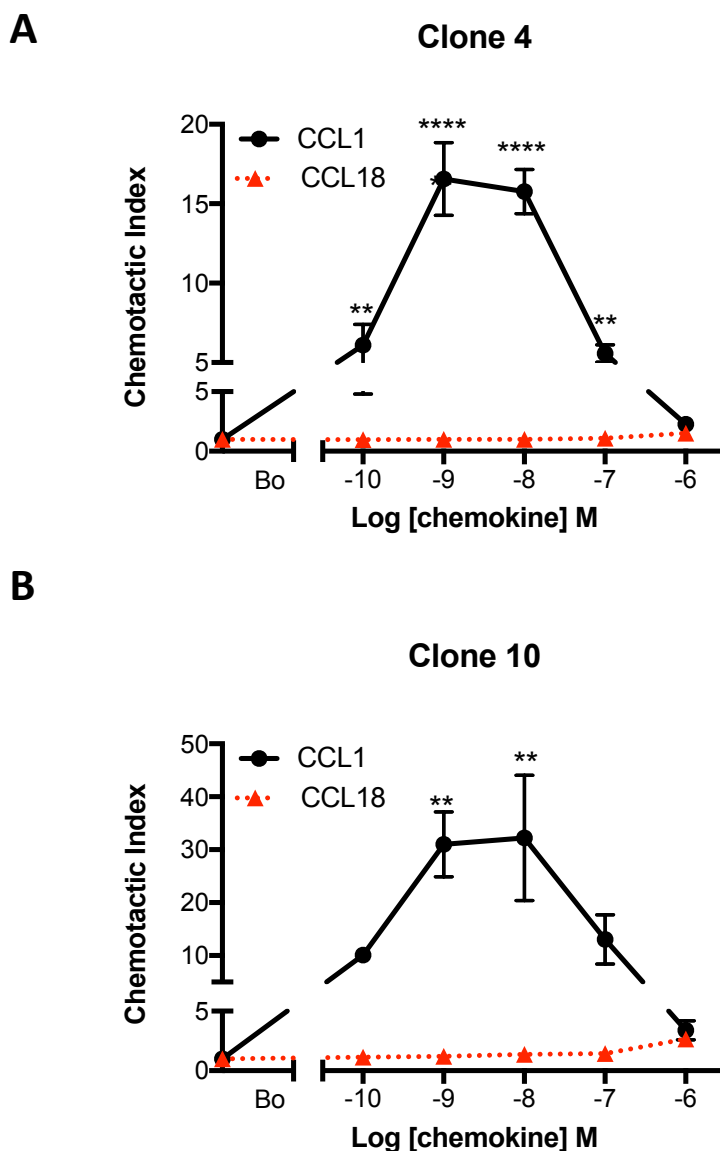 A
Clone 4
****
****
**
**
20
15
10
5
5
0
CCL1
CCL18
Chemotactic Index
Bo
-10
-9
-8
-7
-6
Log [chemokine] M
B
Clone 10
**
**
50
40
30
20
10
5
0
CCL1
CCL18
Chemotactic Index
Bo
-10
-9
-8
-7
-6
Log [chemokine] M